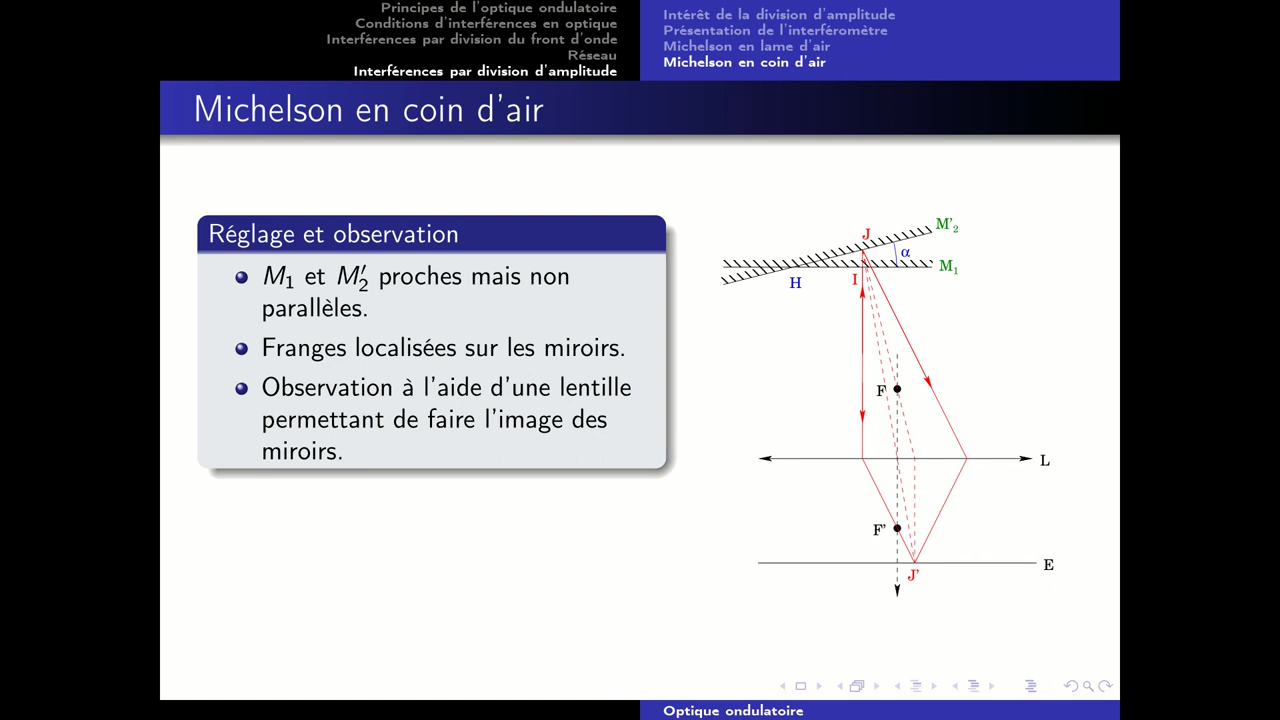 Principes de l'optique ondulatoire
Conditions d'interférences en optique
Interférences par division du front d'onde
Réseau
Interférences par division d'amplitude
Intérêt de la division d'amplitude
Présentation de l'interféromètre
Michelson en lame d'air
Michelson en coin d'air
Michelson en coin d'air
Réglage et observation
M₁ et M′₂ proches mais non
parallèles.
Franges localisées sur les miroirs.
Observation à l'aide d'une lentille
permettant de faire l'image des
miroirs.
M'₂
J
α
M₁
I
H
F
L
F'
E
J'
Optique ondulatoire